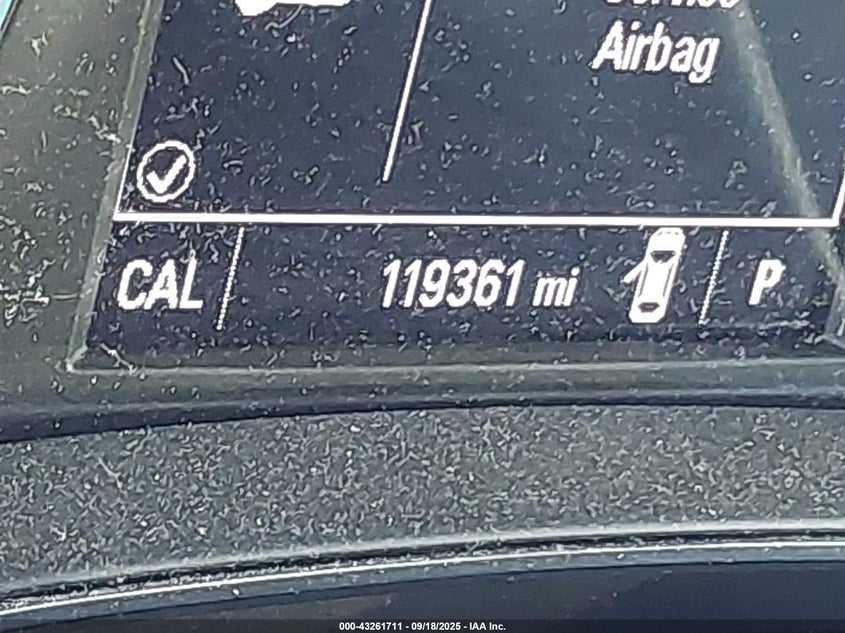 Airbag
CAL 119361 mi P
000-43261711 - 09/18/2025 - IAA Inc.